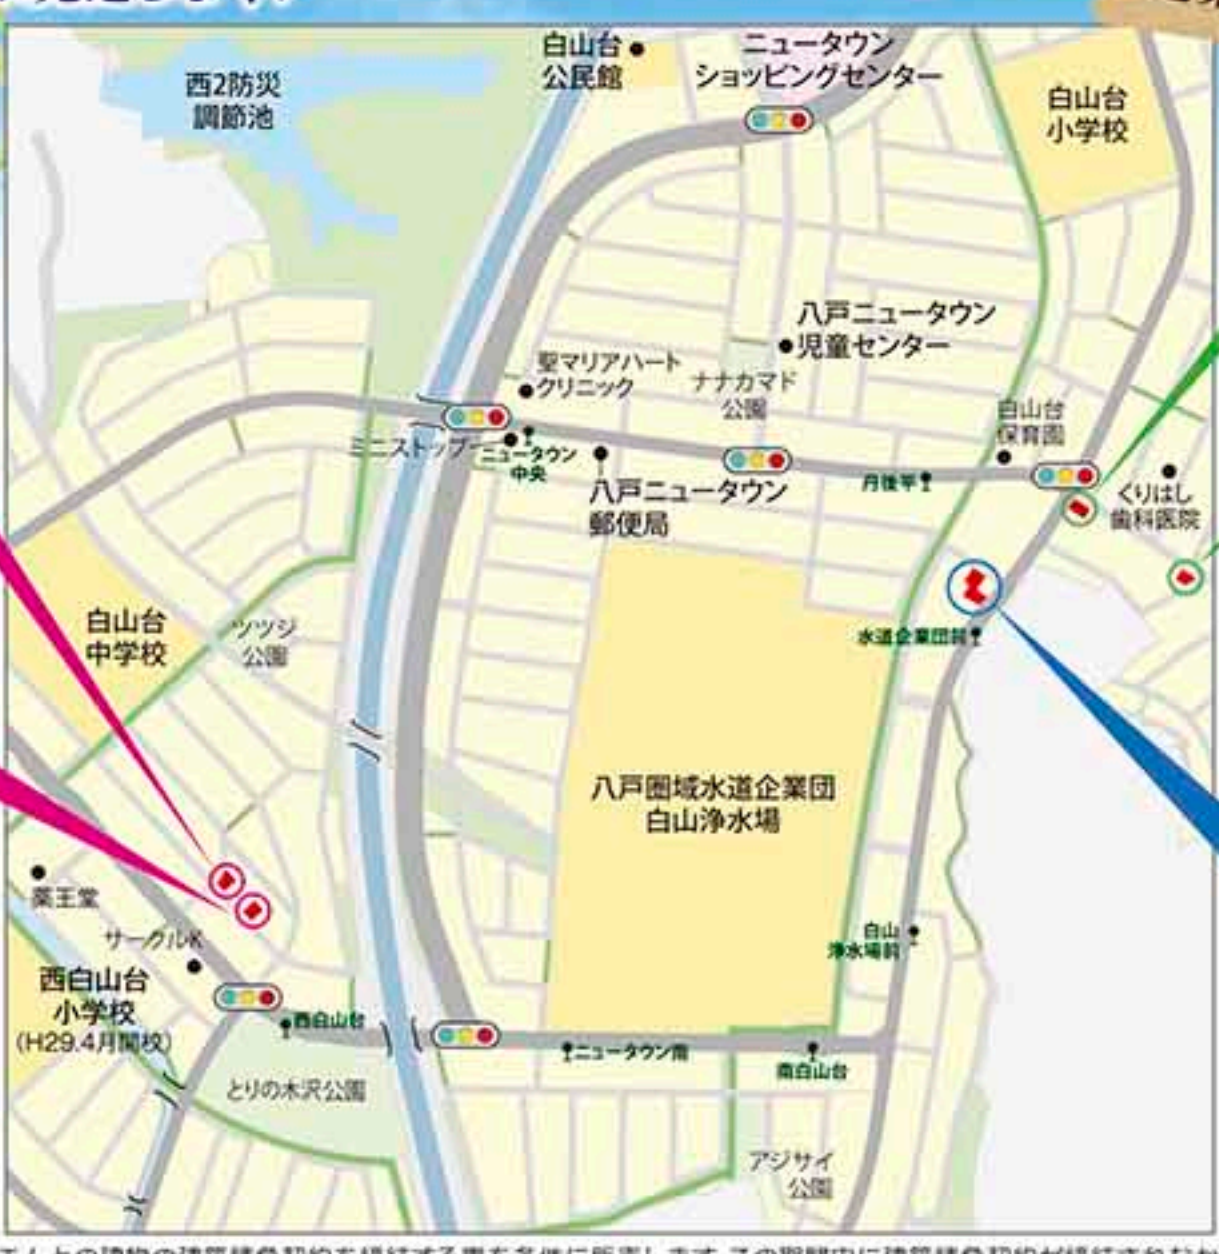 白山台
公民館
ニュータウン
ショッピングセンター
西2防災
調節池
白山台
小学校
八戸ニュータウン
児童センター
聖マリアハート
クリニック
ナナカマド
公園
白山台
保育園
ミニストップ
ニュータウン
中央
八戸ニュータウン
郵便局
丹後平
くりはし
歯科医院
白山台
中学校
ツツジ
公園
水道企業団前
八戸圏域水道企業団
白山浄水場
薬王堂
サークルK
白山
浄水場前
西白山台
小学校
(H29.4月開校)
西白山台
ニュータウン南
南白山台
とりの木沢公園
アジサイ
公園